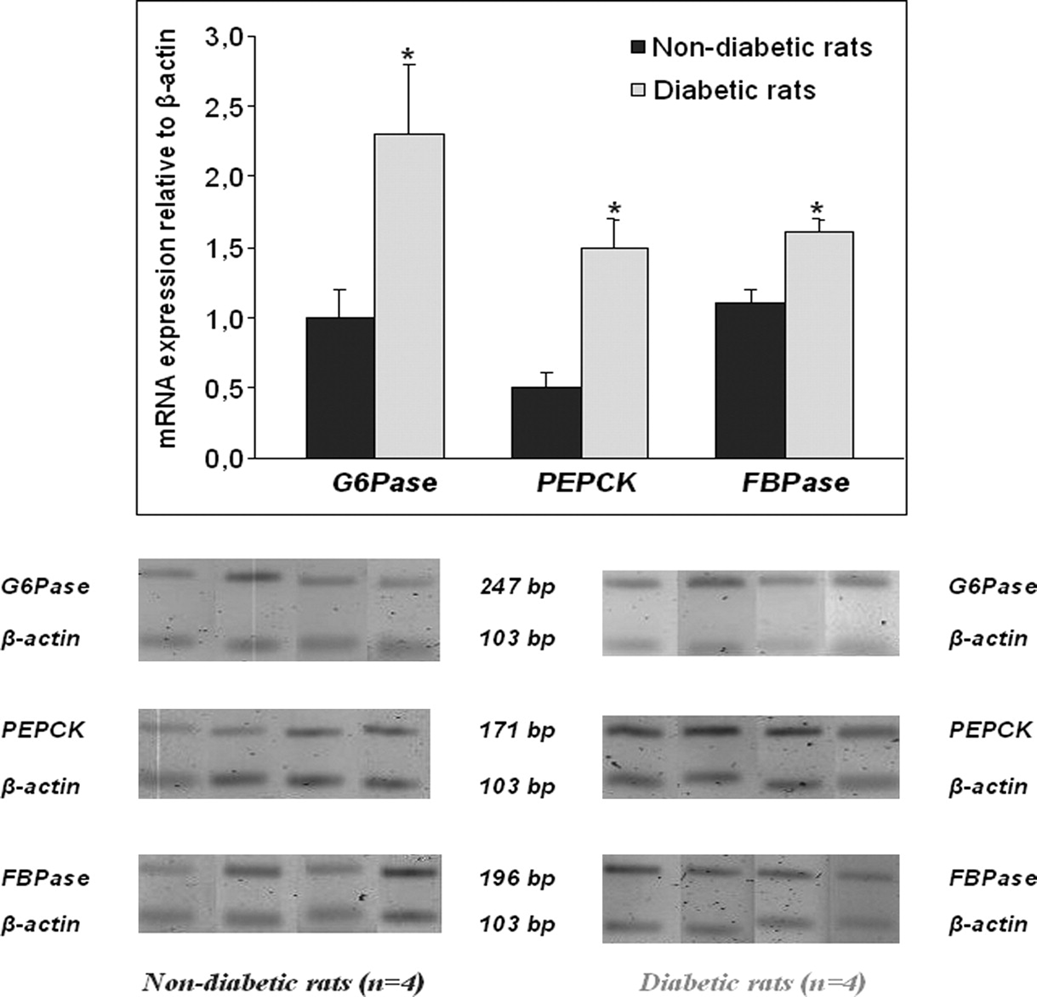 mRNA expression relative to β-actin
3,0
2,5
2,0
1,5
1,0
0,5
0,0
*
*
*
Non-diabetic rats
Diabetic rats
G6Pase PEPCK FBPase
G6Pase 247 bp G6Pase
β-actin 103 bp β-actin
PEPCK 171 bp PEPCK
β-actin 103 bp β-actin
FBPase 196 bp FBPase
β-actin 103 bp β-actin
Non-diabetic rats (n=4) Diabetic rats (n=4)